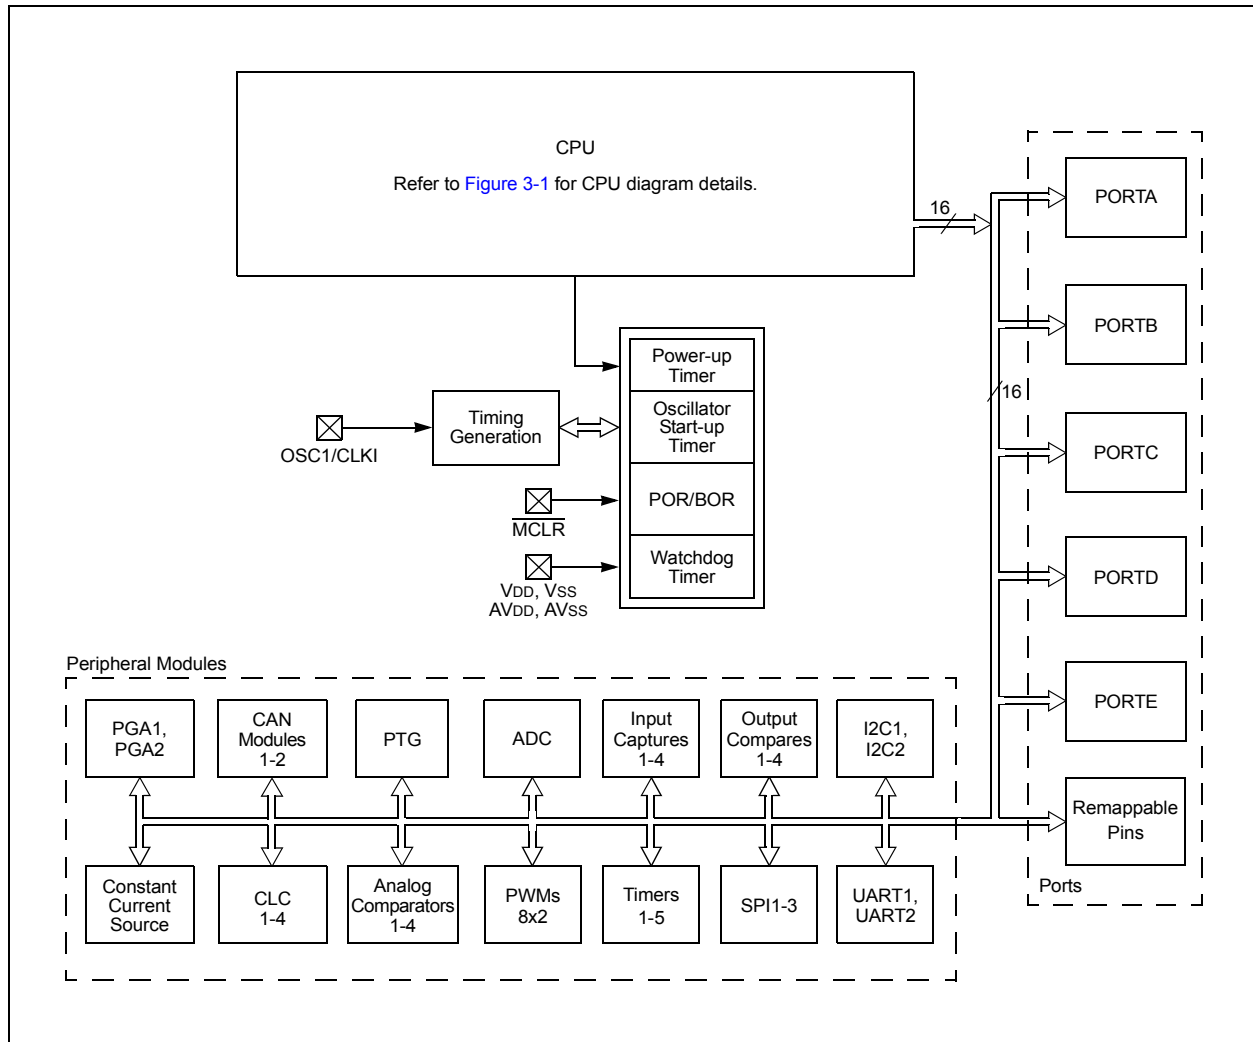 CPU
Refer to Figure 3-1 for CPU diagram details.
16
PORTA
PORTB
16
PORTC
PORTD
PORTE
Remappable
Pins
Ports
Power-up
Timer
Oscillator
Start-up
Timer
POR/BOR
Watchdog
Timer
Timing
Generation
OSC1/CLKI
MCLR
VDD, VSS
AVDD, AVSS
Peripheral Modules
PGA1,
PGA2
CAN
Modules
1-2
PTG
ADC
Input
Captures
1-4
Output
Compares
1-4
I2C1,
I2C2
Constant
Current
Source
CLC
1-4
Analog
Comparators
1-4
PWMs
8x2
Timers
1-5
SPI1-3
UART1,
UART2